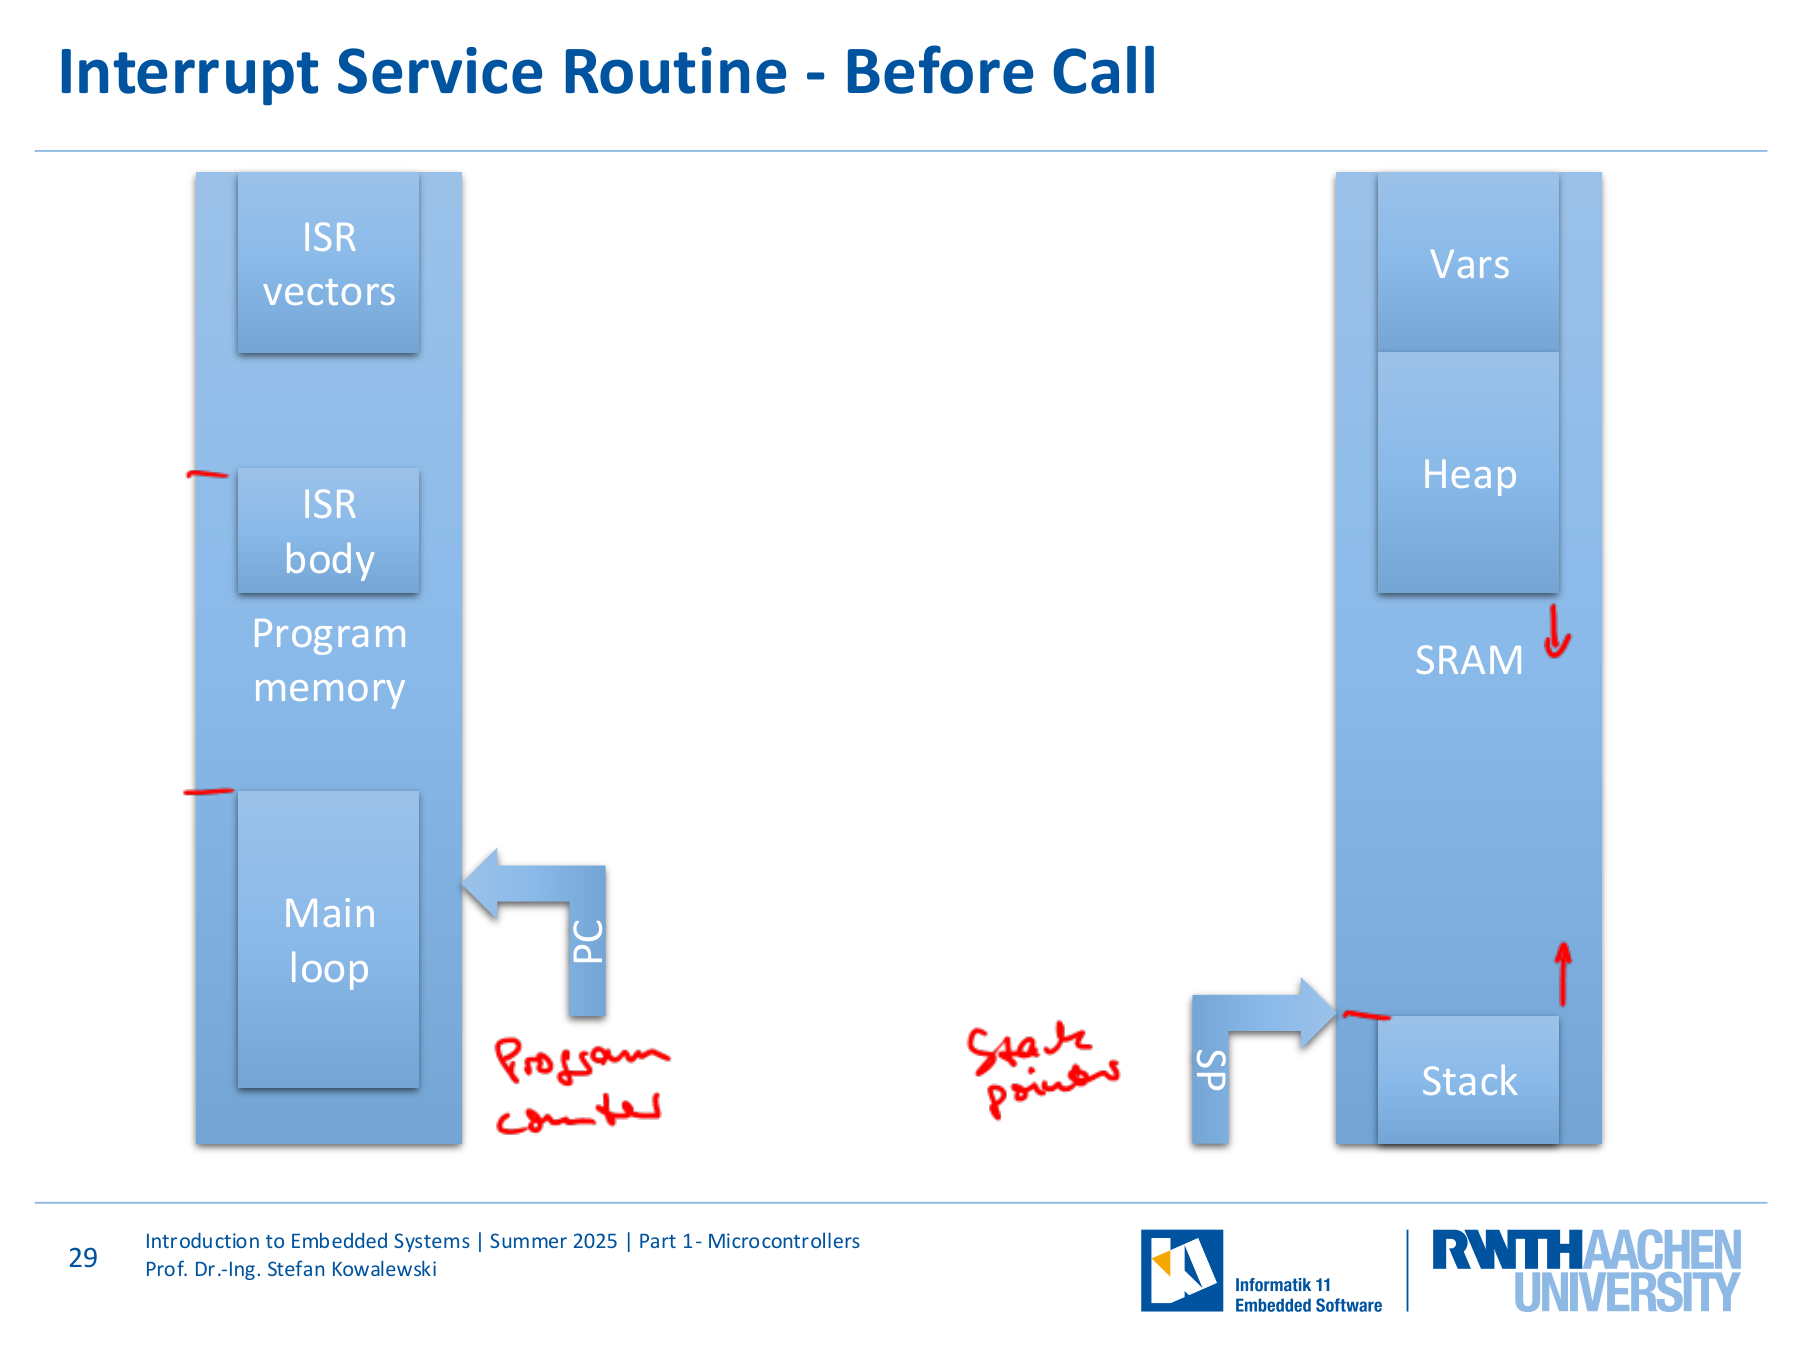 Interrupt Service Routine - Before Call
ISR
vectors
ISR
body
Program
memory
Main
loop
PC
Program
counter
Vars
Heap
SRAM
Stack
pointer
SP
Stack
29
Introduction to Embedded Systems | Summer 2025 | Part 1- Microcontrollers
Prof. Dr.-Ing. Stefan Kowalewski
Informatik 11
Embedded Software
RWTHAACHEN
UNIVERSITY